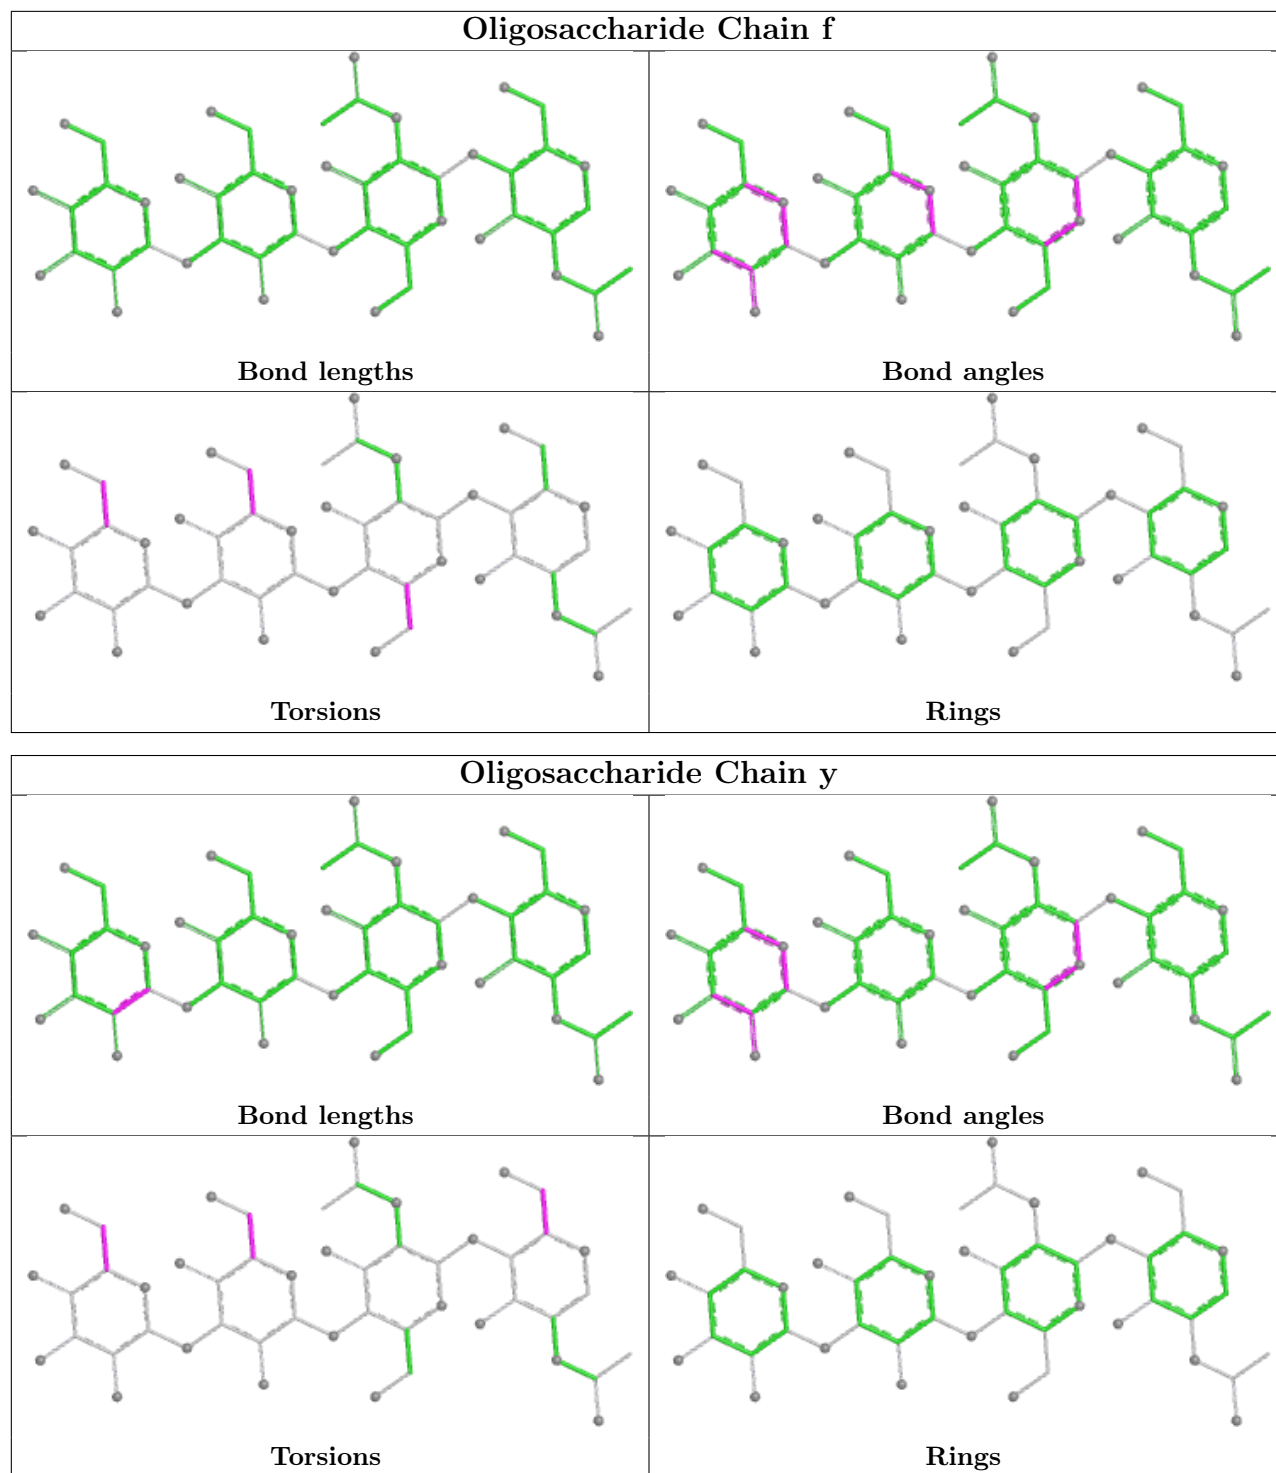 Oligosaccharide Chain f
Bond lengths
Bond angles
Torsions
Rings
Oligosaccharide Chain y
Bond lengths
Bond angles
Torsions
Rings